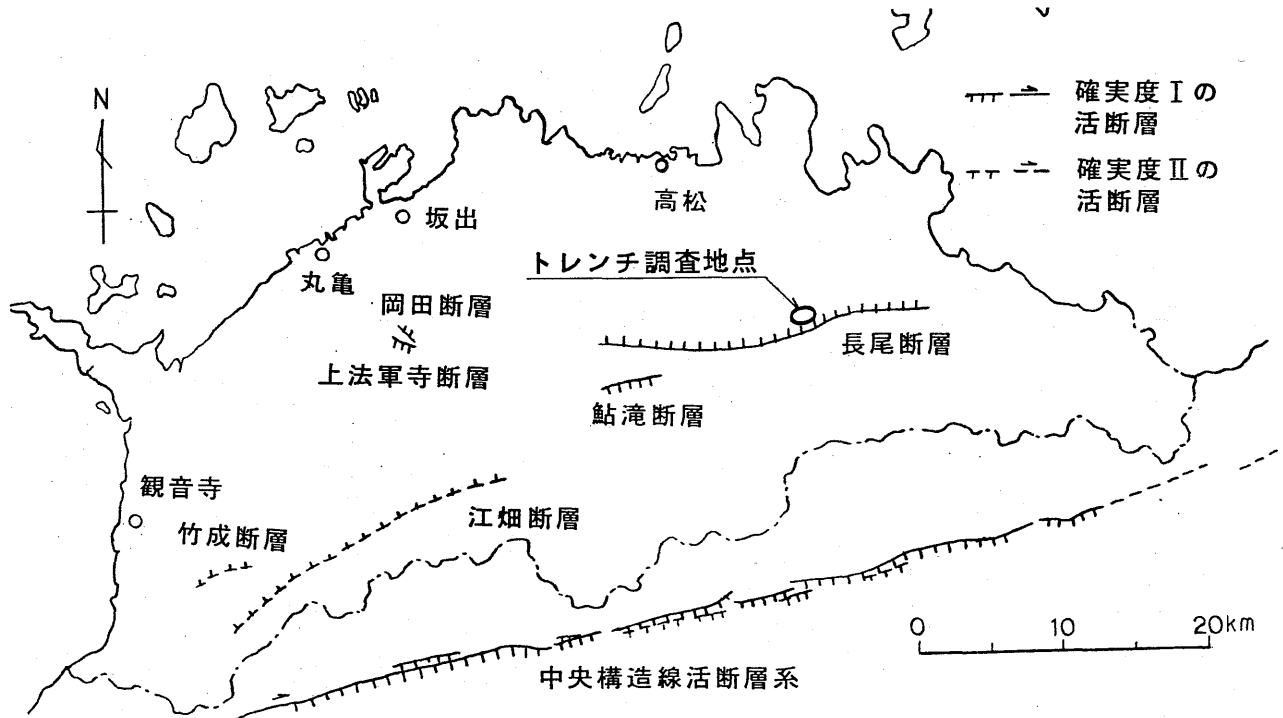 N
確実度Ⅰの
活断層
確実度Ⅱの
活断層
高松
坂出
丸亀
トレンチ調査地点
岡田断層
長尾断層
上法軍寺断層
鮎滝断層
観音寺
竹成断層
江畑断層
0 10 20km
中央構造線活断層系